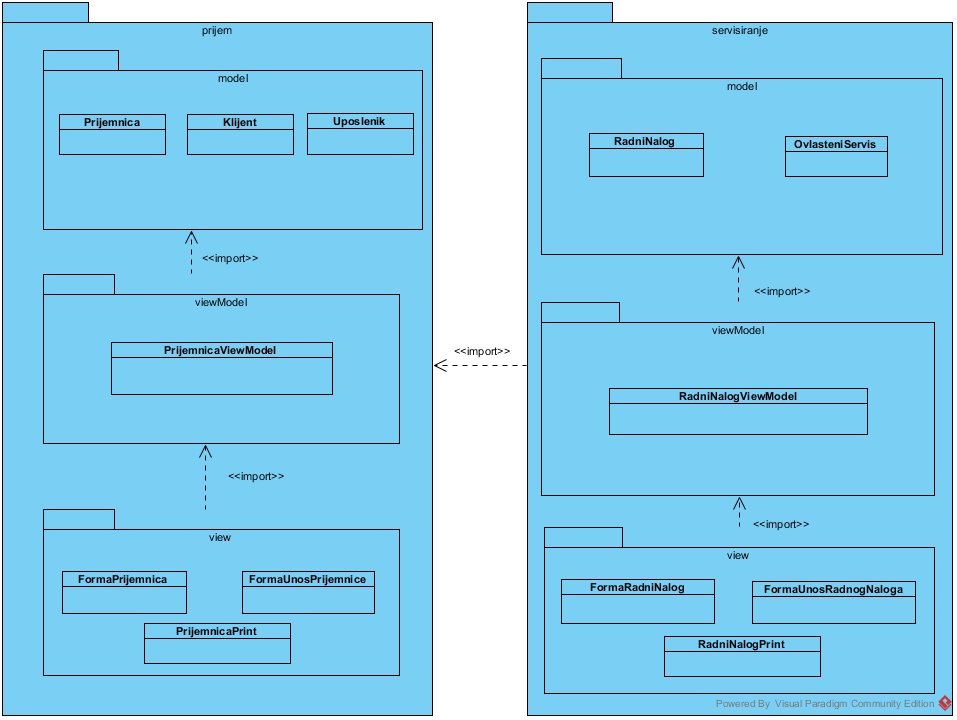 prijem
model
Prijemnica
Klijent
Uposlenik
<<import>>
viewModel
PrijemnicaViewModel
<<import>>
view
FormaPrijemnica
FormaUnosPrijemnice
PrijemnicaPrint
<<import>>
servisiranje
model
RadniNalog
OvlasteniServis
<<import>>
viewModel
RadniNalogViewModel
<<import>>
view
FormaRadniNalog
FormaUnosRadnogNaloga
RadniNalogPrint
Powered By Visual Paradigm Community Edition